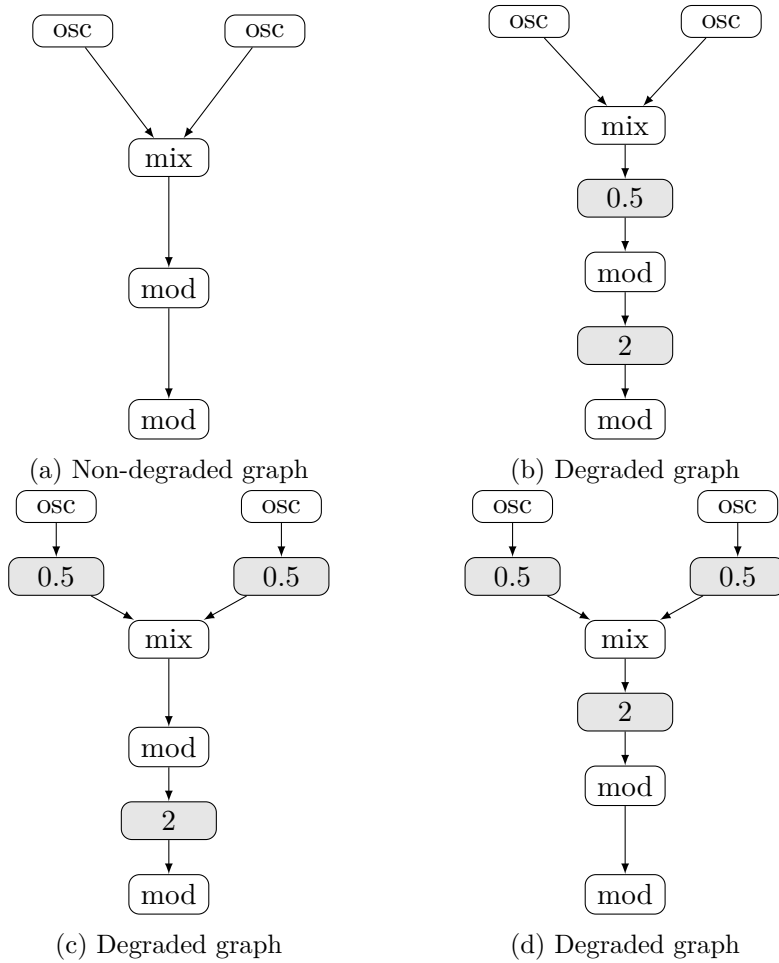 osc osc
mix
mod
mod
(a) Non-degraded graph
osc osc
mix
0.5
mod
2
mod
(b) Degraded graph
osc osc
0.5 0.5
mix
mod
2
mod
(c) Degraded graph
osc osc
0.5 0.5
mix
2
mod
mod
(d) Degraded graph